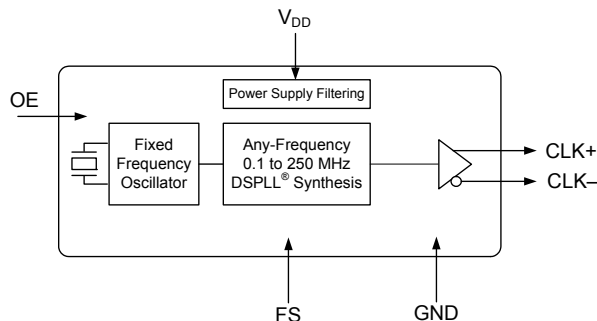 VDD
Power Supply Filtering
OE
Fixed
Frequency
Oscillator
Any-Frequency
0.1 to 250 MHz
DSPLL® Synthesis
CLK+
CLK–
FS
GND